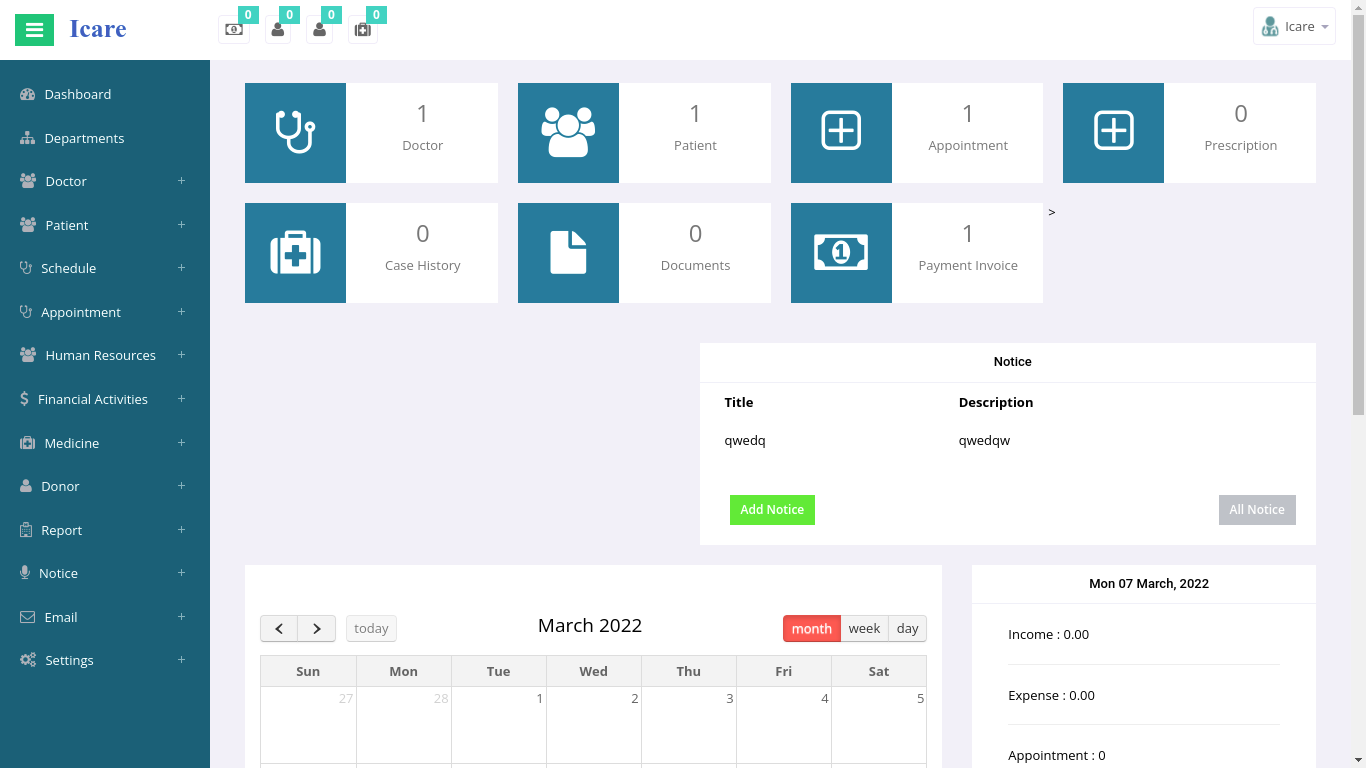 Icare
0 0 0 0
Icare
Dashboard
Departments
Doctor +
Patient +
Schedule +
Appointment +
Human Resources +
Financial Activities +
Medicine +
Donor +
Report +
Notice +
Email +
Settings +
1
Doctor
1
Patient
1
Appointment
0
Prescription
0
Case History
0
Documents
1
Payment Invoice
>
Notice
Title Description
qwedq qwedqw
Add Notice All Notice
today March 2022 month week day
Sun Mon Tue Wed Thu Fri Sat
27 28 1 2 3 4 5
Mon 07 March, 2022
Income : 0.00
Expense : 0.00
Appointment : 0